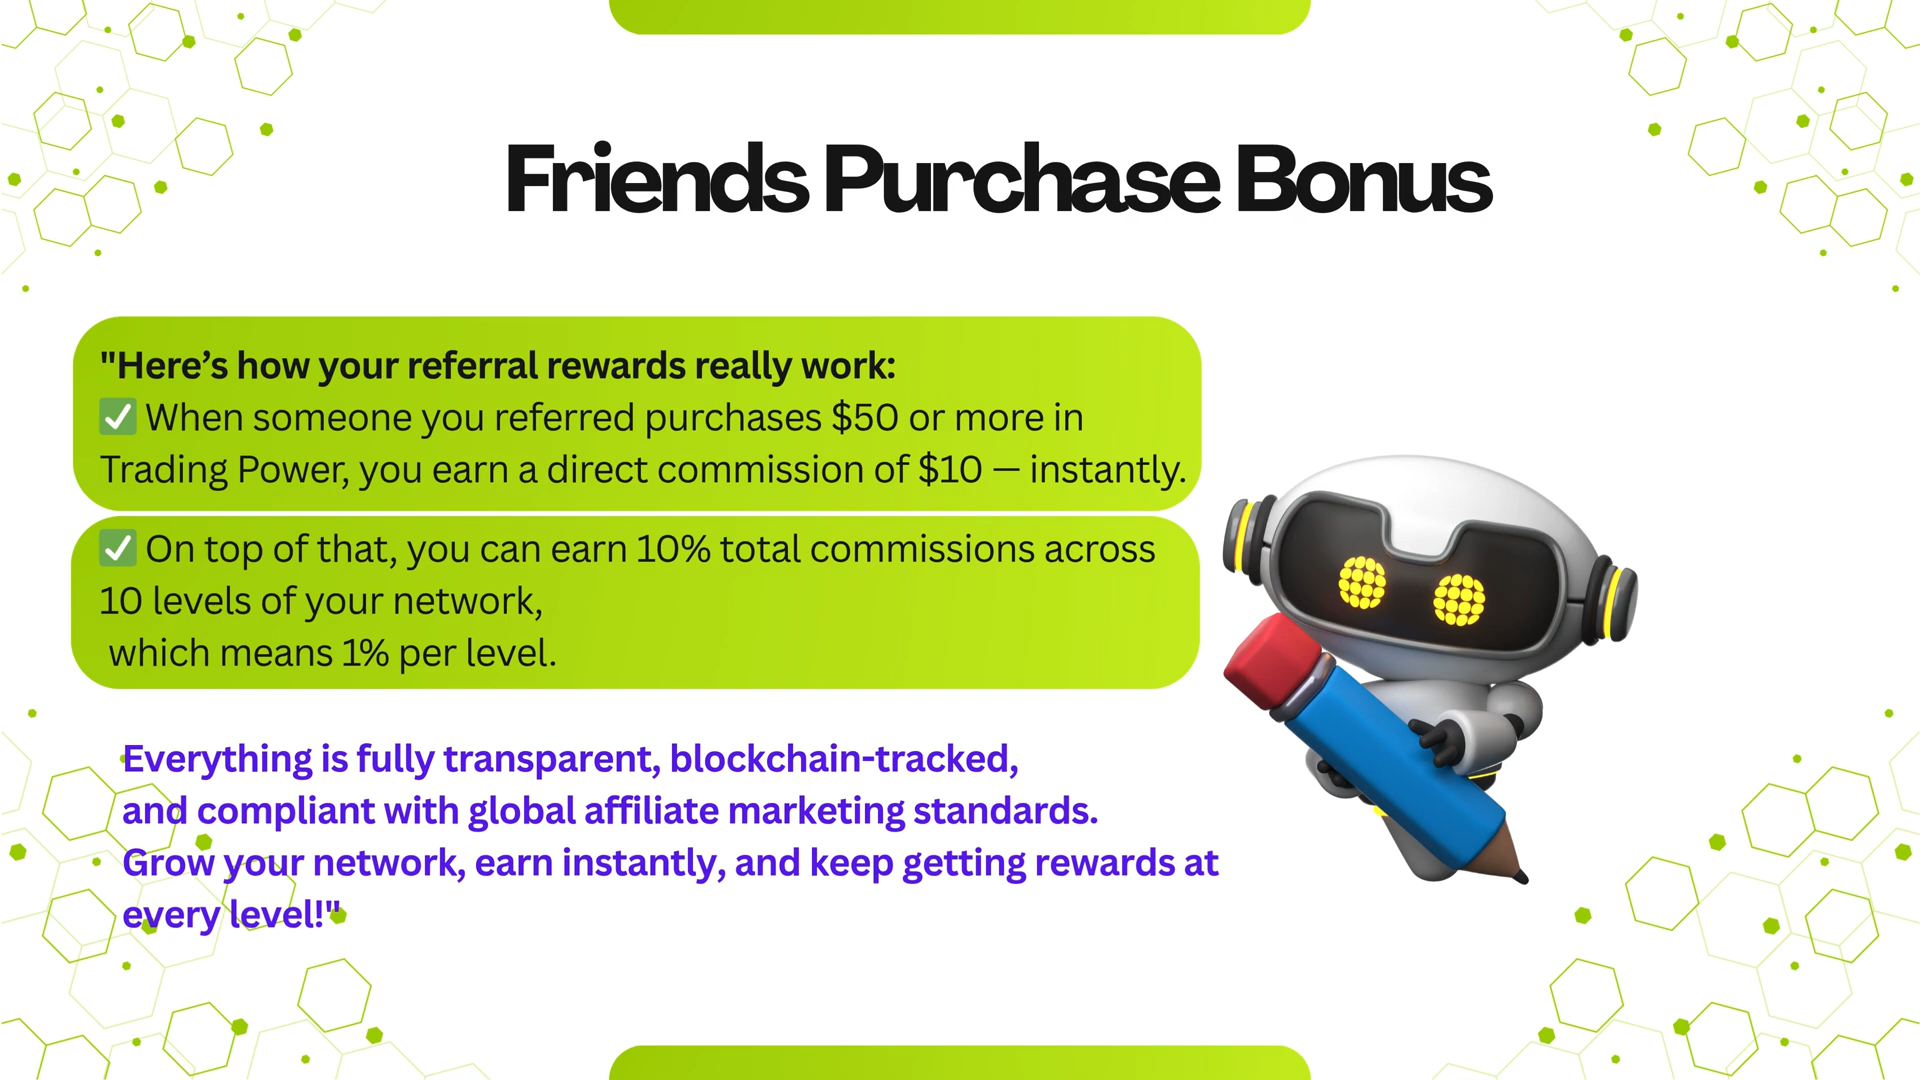 Friends Purchase Bonus
"Here’s how your referral rewards really work:
✅ When someone you referred purchases $50 or more in
Trading Power, you earn a direct commission of $10 — instantly.
✅ On top of that, you can earn 10% total commissions across
10 levels of your network,
which means 1% per level.
Everything is fully transparent, blockchain-tracked,
and compliant with global affiliate marketing standards.
Grow your network, earn instantly, and keep getting rewards at
every level!"